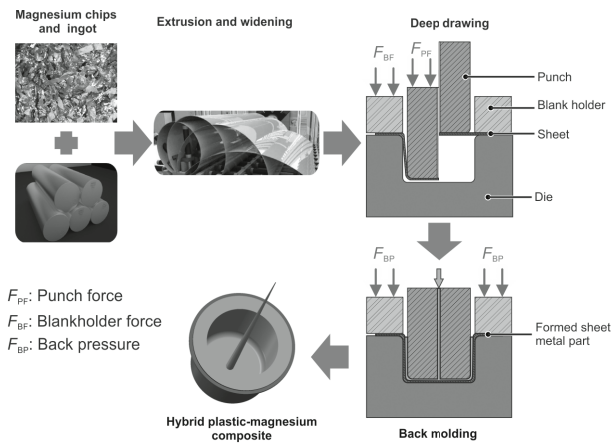 Magnesium chips
and ingot
Extrusion and widening
Deep drawing
F_BF
F_PF
Punch
Blank holder
Sheet
Die
F_BP
F_BP
Formed sheet
metal part
F_PF: Punch force
F_BF: Blankholder force
F_BP: Back pressure
Hybrid plastic-magnesium
composite
Back molding